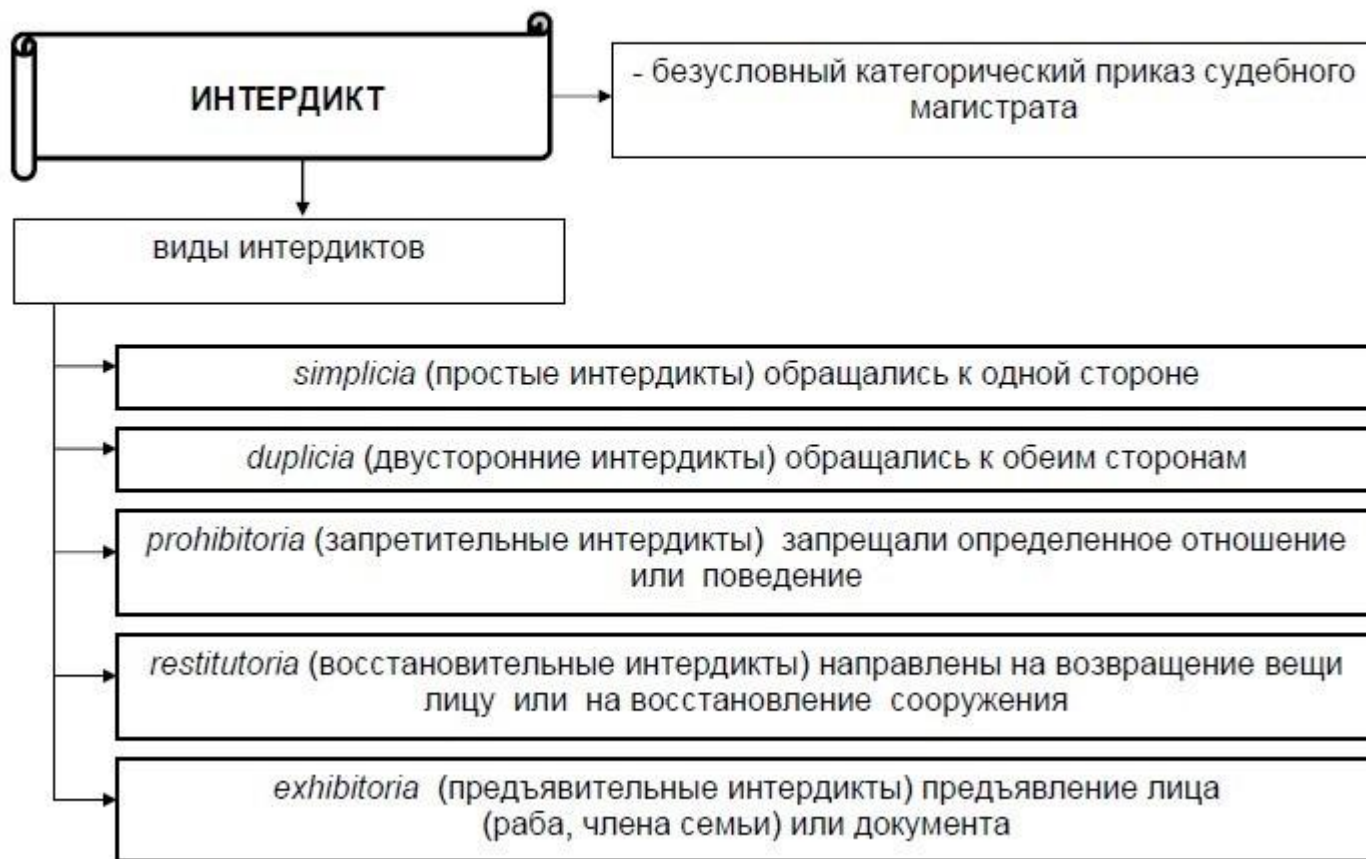 ИНТЕРДИКТ
- безусловный категорический приказ судебного
магистрата
виды интердиктов
simplicia (простые интердикты) обращались к одной стороне
duplicia (двусторонние интердикты) обращались к обеим сторонам
prohibitoria (запретительные интердикты) запрещали определенное отношение
или поведение
restitutoria (восстановительные интердикты) направлены на возвращение вещи
лицу или на восстановление сооружения
exhibitoria (предъявительные интердикты) предъявление лица
(раба, члена семьи) или документа